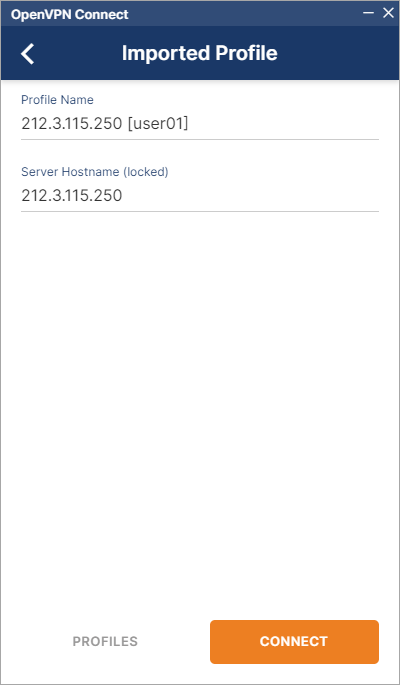 OpenVPN Connect
Imported Profile
Profile Name
212.3.115.250 [user01]
Server Hostname (locked)
212.3.115.250
PROFILES
CONNECT